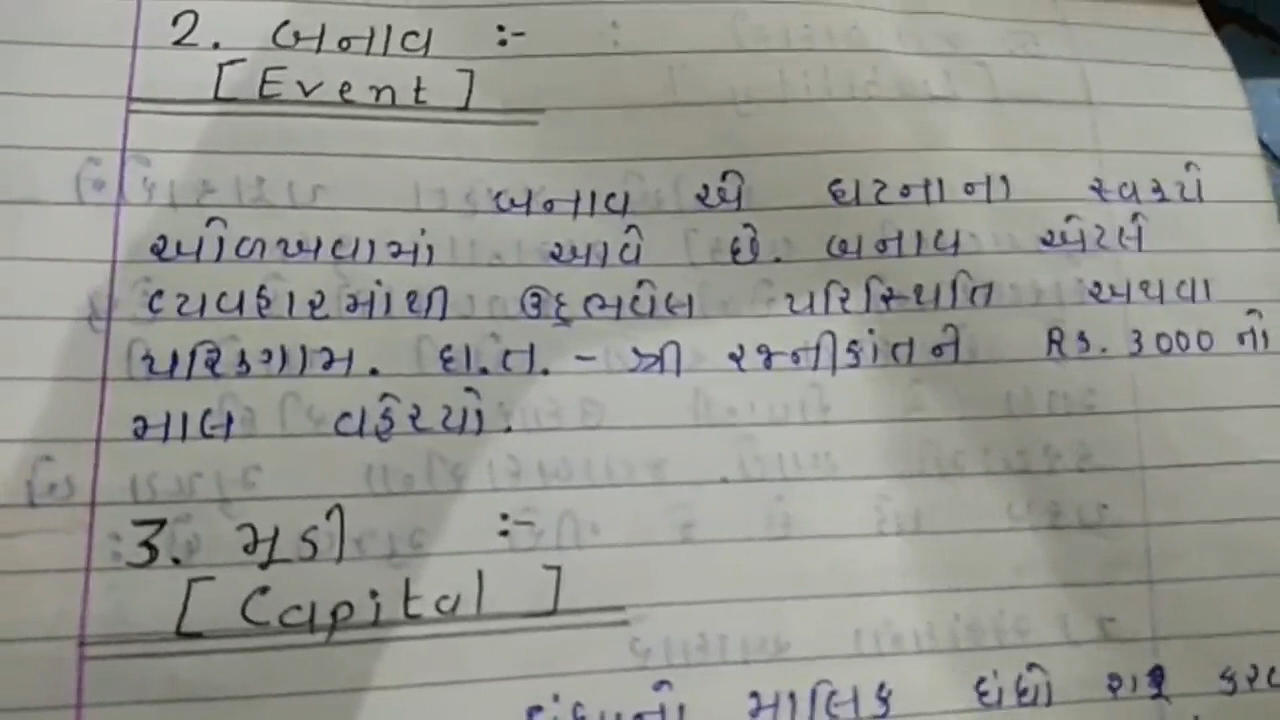 2. બનાવ :-
[Event]
બનાવ એ ઘટનાના સ્વરૂપે
ઓળખવામાં આવે છે. બનાવ એટલે
વ્યવહારમાંથી ઉદ્દભવેલ પરિસ્થિતિ અથવા
પરિણામ. દા.ત. - શ્રી રજનીકાંતને Rs. 3000 નો
માલ વહેર્યો.
3. મુડી :-
[Capital]
ધંધાનો માલિક ધંધો શરૂ